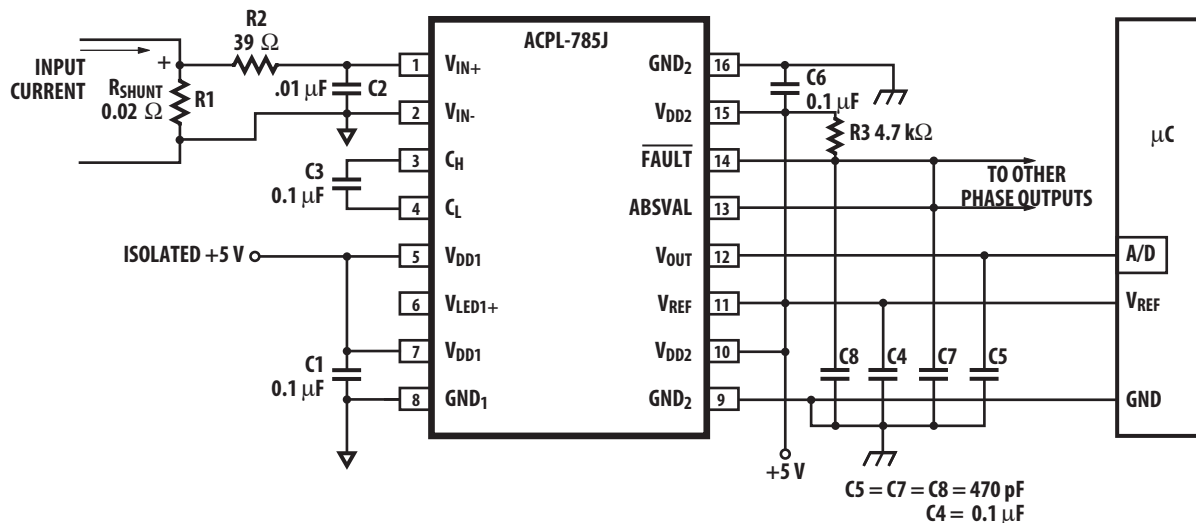 R2
39 Ω
INPUT
CURRENT
+
RSHUNT
0.02 Ω
R1
.01 μF
C2
C3
0.1 μF
ISOLATED +5 V
C1
0.1 μF
ACPL-785J
1 VIN+
2 VIN-
3 CH
4 CL
5 VDD1
6 VLED1+
7 VDD1
8 GND1
GND2 16
VDD2 15
FAULT 14
ABSVAL 13
VOUT 12
VREF 11
VDD2 10
GND2 9
C6
0.1 μF
R3 4.7 kΩ
TO OTHER
PHASE OUTPUTS
C8
C4
C7
C5
+5 V
C5 = C7 = C8 = 470 pF
C4 = 0.1 μF
μC
A/D
VREF
GND